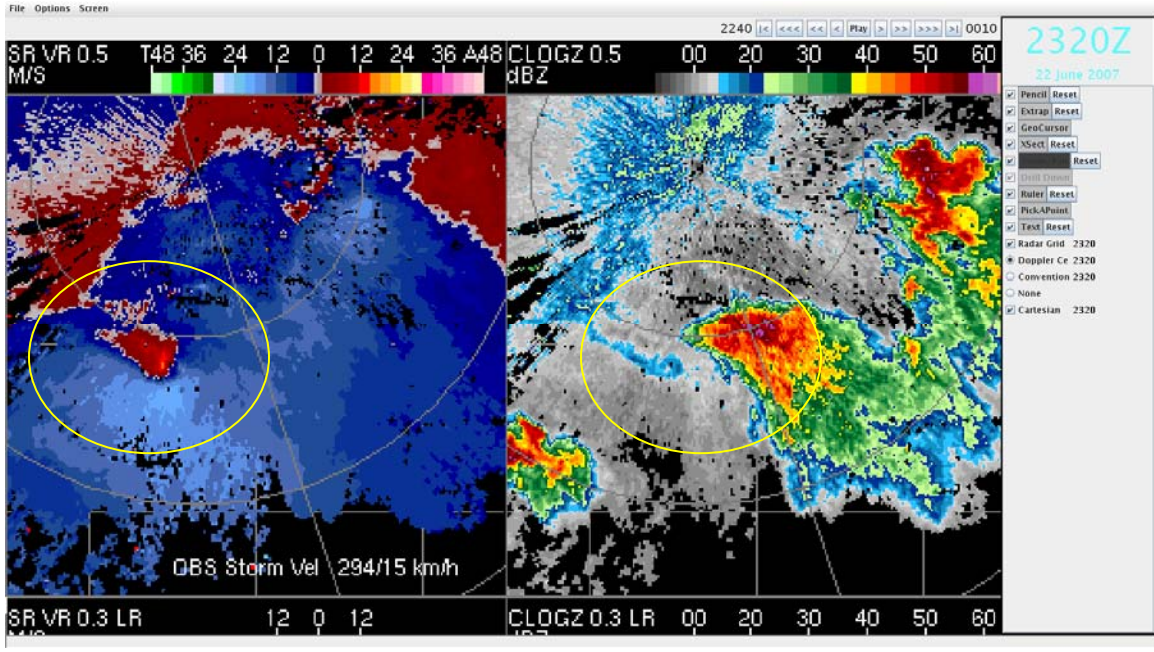 File Options Screen
2240 |< <<< << < Play > >> >>> >| 0010
SR VR 0.5 T48 36 24 12 0 12 24 36 A48
M/S
CLOGZ 0.5 00 20 30 40 50 60
dBZ
2320Z
22 June 2007
Pencil Reset
Extrap Reset
GeoCursor
XSect Reset
Reset
Drill Down
Ruler Reset
PickAPoint
Text Reset
Radar Grid 2320
Doppler Ce 2320
Convention 2320
None
Cartesian 2320
OBS Storm Vel 294/15 km/h
SR VR 0.3 LR 12 0 12
CLOGZ 0.3 LR 00 20 30 40 50 60